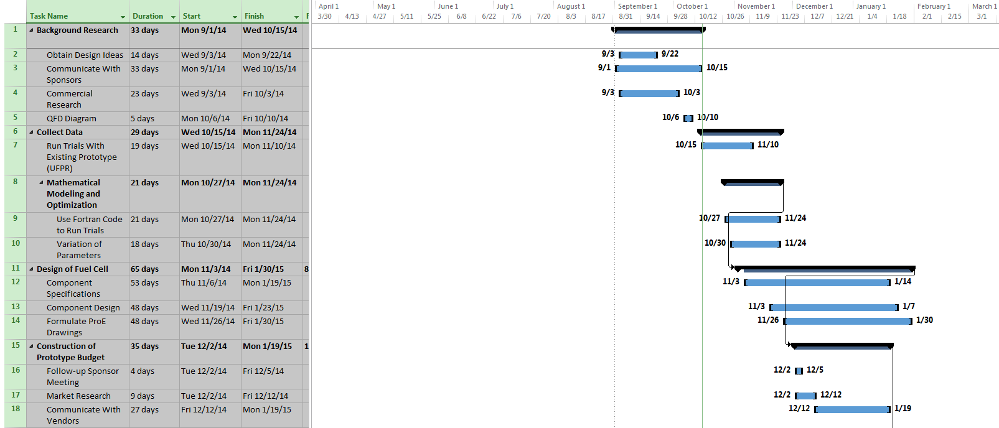 April 1 May 1 June 1 July 1 August 1 September 1 October 1 November 1 December 1 January 1 February 1 March 1
Task Name Duration Start Finish
3/30 4/13 4/27 5/11 5/25 6/8 6/22 7/6 7/20 8/3 8/17 8/31 9/14 9/28 10/12 10/26 11/9 11/23 12/7 12/21 1/4 1/18 2/1 2/15 3/1
1 Background Research 33 days Mon 9/1/14 Wed 10/15/14
2 Obtain Design Ideas 14 days Wed 9/3/14 Mon 9/22/14 9/3 9/22
3 Communicate With 33 days Mon 9/1/14 Wed 10/15/14 9/1 10/15
Sponsors
4 Commercial 23 days Wed 9/3/14 Fri 10/3/14 9/3 10/3
Research
5 QFD Diagram 5 days Mon 10/6/14 Fri 10/10/14 10/6 10/10
6 Collect Data 29 days Wed 10/15/14 Mon 11/24/14
7 Run Trials With 19 days Wed 10/15/14 Mon 11/10/14 10/15 11/10
Existing Prototype
(UFPR)
8 Mathematical 21 days Mon 10/27/14 Mon 11/24/14
Modeling and
Optimization
9 Use Fortran Code 21 days Mon 10/27/14 Mon 11/24/14 10/27 11/24
to Run Trials
10 Variation of 18 days Thu 10/30/14 Mon 11/24/14 10/30 11/24
Parameters
11 Design of Fuel Cell 65 days Mon 11/3/14 Fri 1/30/15 8
12 Component 53 days Thu 11/6/14 Mon 1/19/15 11/3 1/14
Specifications
13 Component Design 48 days Wed 11/19/14 Fri 1/23/15 11/3 1/7
14 Formulate ProE 48 days Wed 11/26/14 Fri 1/30/15 11/26 1/30
Drawings
15 Construction of 35 days Tue 12/2/14 Mon 1/19/15 1
Prototype Budget
16 Follow-up Sponsor 4 days Tue 12/2/14 Fri 12/5/14 12/2 12/5
Meeting
17 Market Research 9 days Tue 12/2/14 Fri 12/12/14 12/2 12/12
18 Communicate With 27 days Fri 12/12/14 Mon 1/19/15 12/12 1/19
Vendors